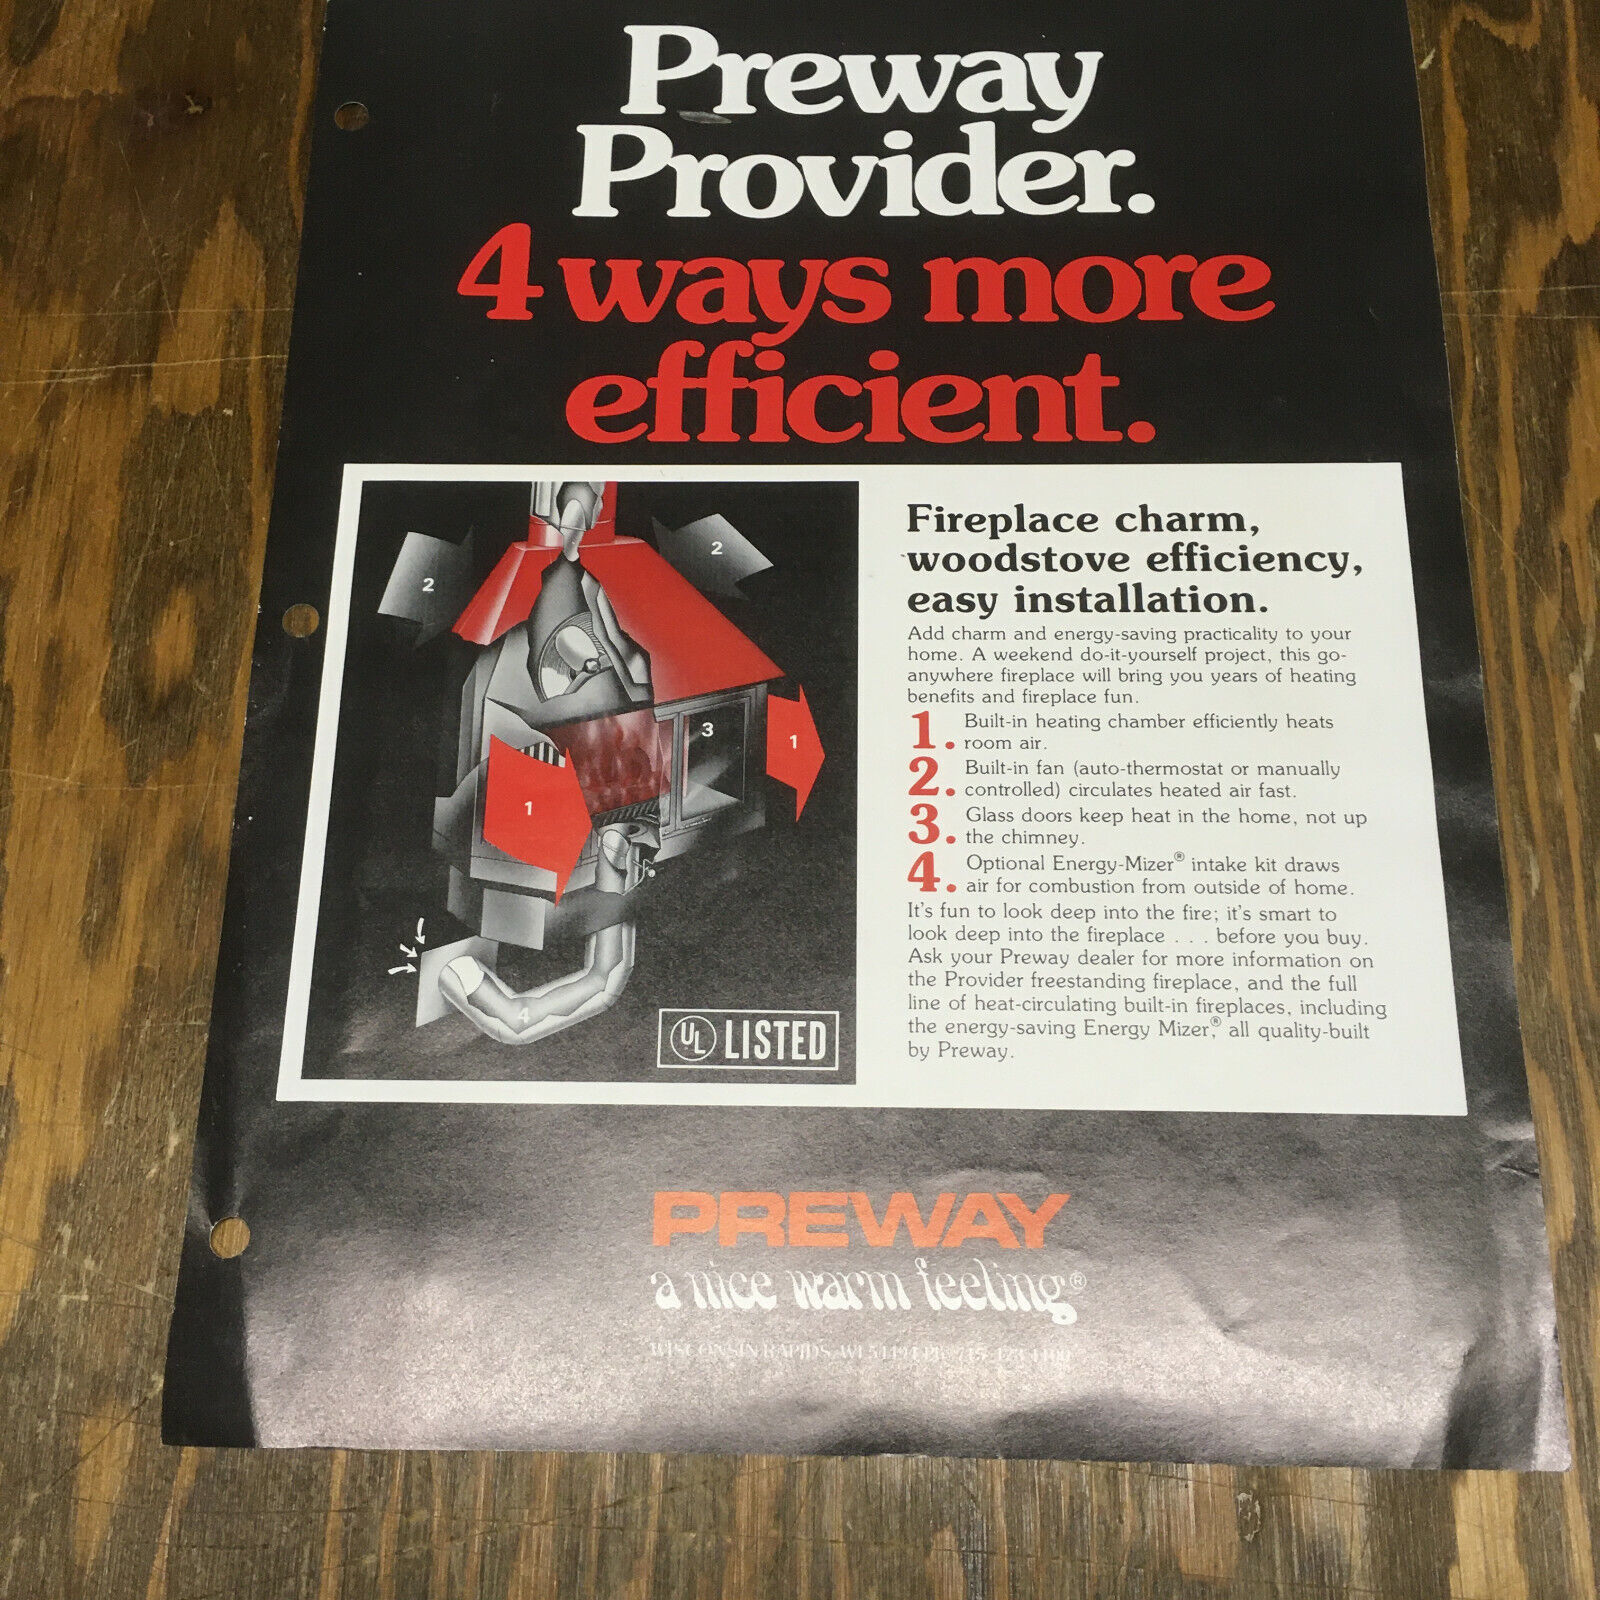 Preway
Provider.
4 ways more
efficient.
2
2
3
1
1
4
UL LISTED
Fireplace charm,
woodstove efficiency,
easy installation.
Add charm and energy-saving practicality to your
home. A weekend do-it-yourself project, this go-
anywhere fireplace will bring you years of heating
benefits and fireplace fun.
1. Built-in heating chamber efficiently heats
room air.
2. Built-in fan (auto-thermostat or manually
controlled) circulates heated air fast.
3. Glass doors keep heat in the home, not up
the chimney.
4. Optional Energy-Mizer® intake kit draws
air for combustion from outside of home.
It's fun to look deep into the fire; it's smart to
look deep into the fireplace . . . before you buy.
Ask your Preway dealer for more information on
the Provider freestanding fireplace, and the full
line of heat-circulating built-in fireplaces, including
the energy-saving Energy Mizer,® all quality-built
by Preway.
PREWAY
a nice warm feeling®
WISCONSIN RAPIDS, WI